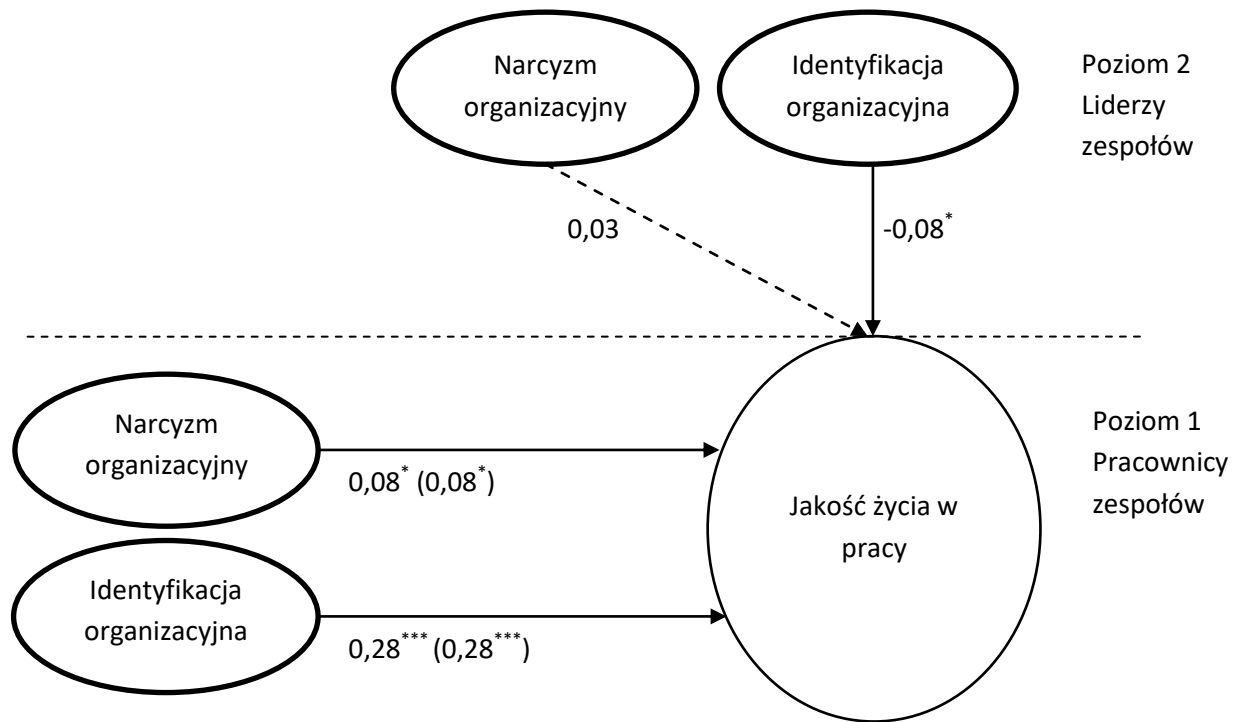 Narcyzm
organizacyjny
Identyfikacja
organizacyjna
Poziom 2
Liderzy
zespołów
0,03
-0,08*
Narcyzm
organizacyjny
0,08* (0,08*)
Identyfikacja
organizacyjna
0,28*** (0,28***)
Jakość życia w
pracy
Poziom 1
Pracownicy
zespołów